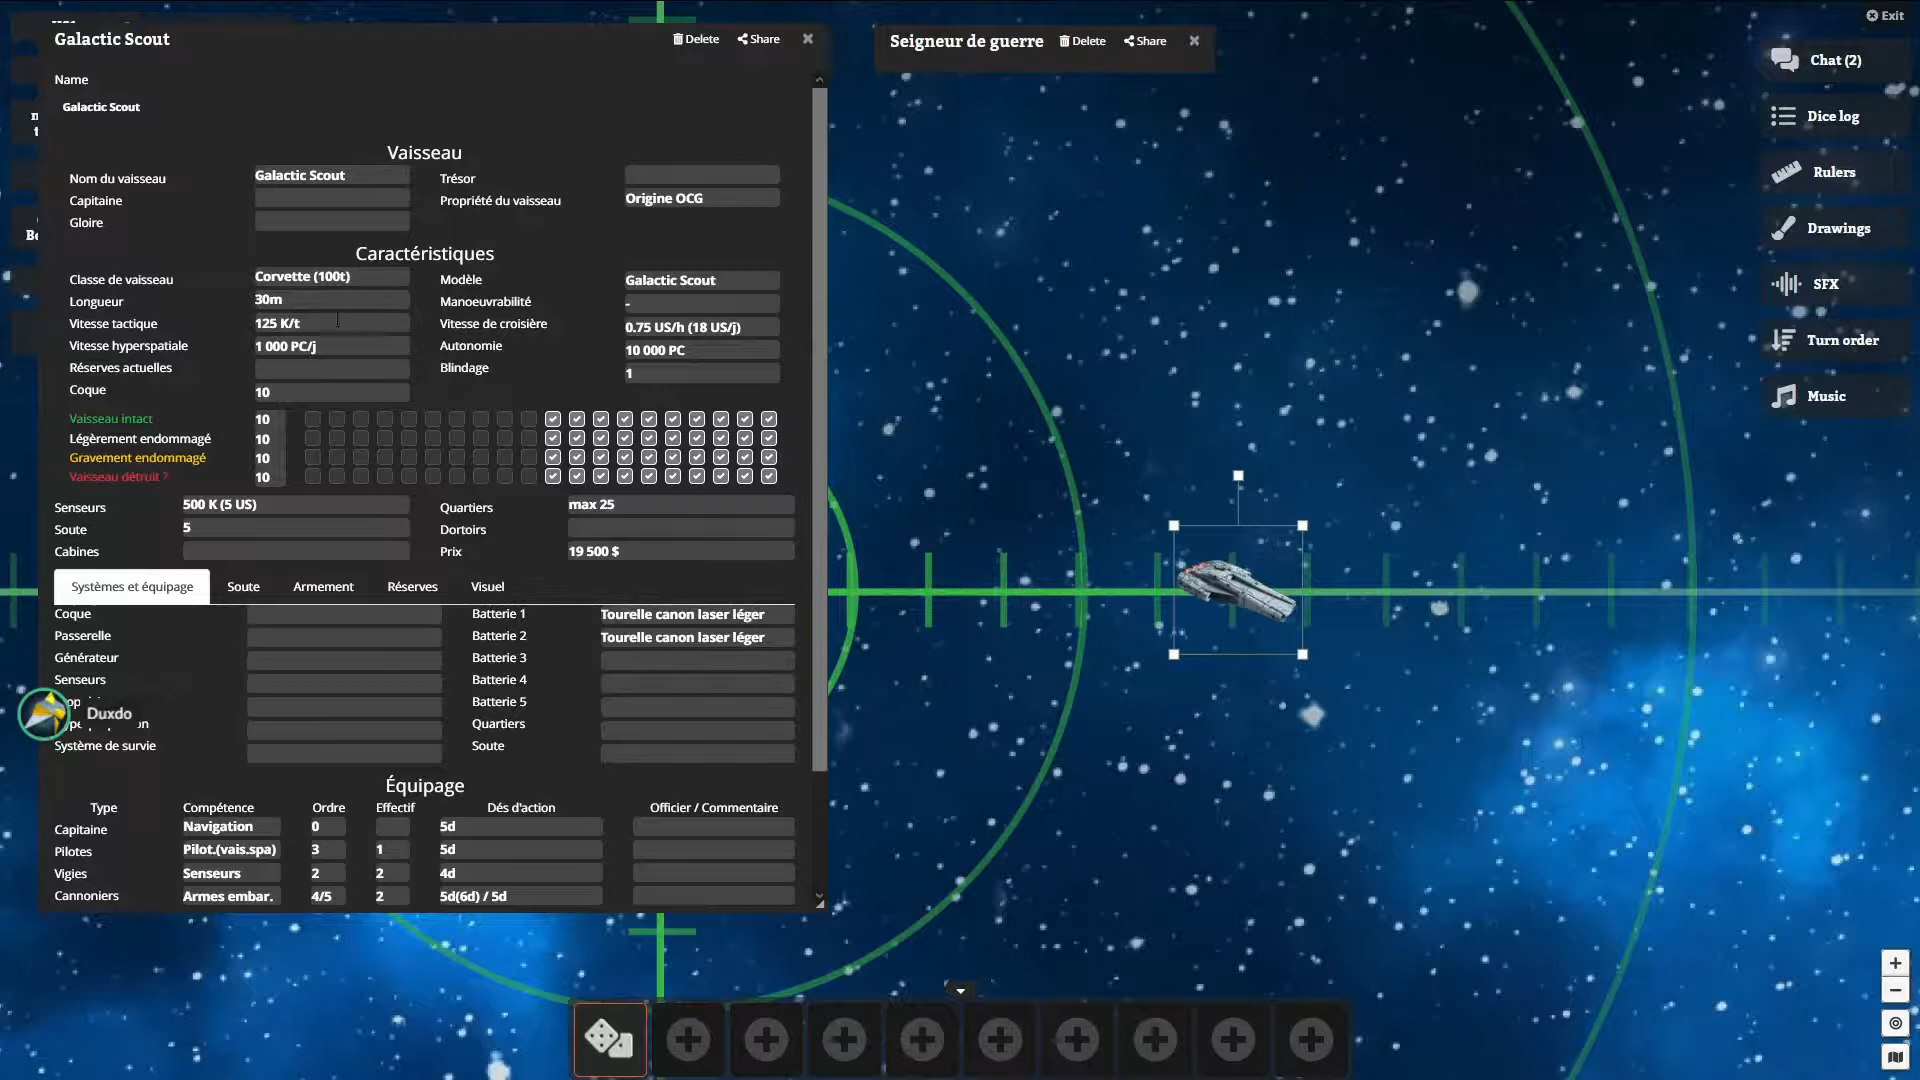 Galactic Scout
Delete
Share
Seigneur de guerre
Delete
Share
Exit
Name
Galactic Scout
Vaisseau
Nom du vaisseau
Galactic Scout
Trésor
Capitaine
Propriété du vaisseau
Origine OCG
Gloire
Caractéristiques
Classe de vaisseau
Corvette (100t)
Modèle
Galactic Scout
Longueur
30m
Manoeuvrabilité
-
Vitesse tactique
125 K/t
Vitesse de croisière
0.75 US/h (18 US/j)
Vitesse hyperspatiale
1 000 PC/j
Autonomie
10 000 PC
Réserves actuelles
Blindage
1
Coque
10
Vaisseau intact
10
Légèrement endommagé
10
Gravement endommagé
10
Vaisseau détruit ?
10
Senseurs
500 K (5 US)
Quartiers
max 25
Soute
5
Dortoirs
Cabines
Prix
19 500 $
Systèmes et équipage
Soute
Armement
Réserves
Visuel
Coque
Batterie 1
Tourelle canon laser léger
Passerelle
Batterie 2
Tourelle canon laser léger
Générateur
Batterie 3
Senseurs
Batterie 4
Batterie 5
Duxdo
Quartiers
Système de survie
Soute
Équipage
Type
Compétence
Ordre
Effectif
Dés d'action
Officier / Commentaire
Capitaine
Navigation
0
5d
Pilotes
Pilot.(vais.spa)
3
1
5d
Vigies
Senseurs
2
2
4d
Cannoniers
Armes embar.
4/5
2
5d(6d) / 5d
Chat (2)
Dice log
Rulers
Drawings
SFX
Turn order
Music